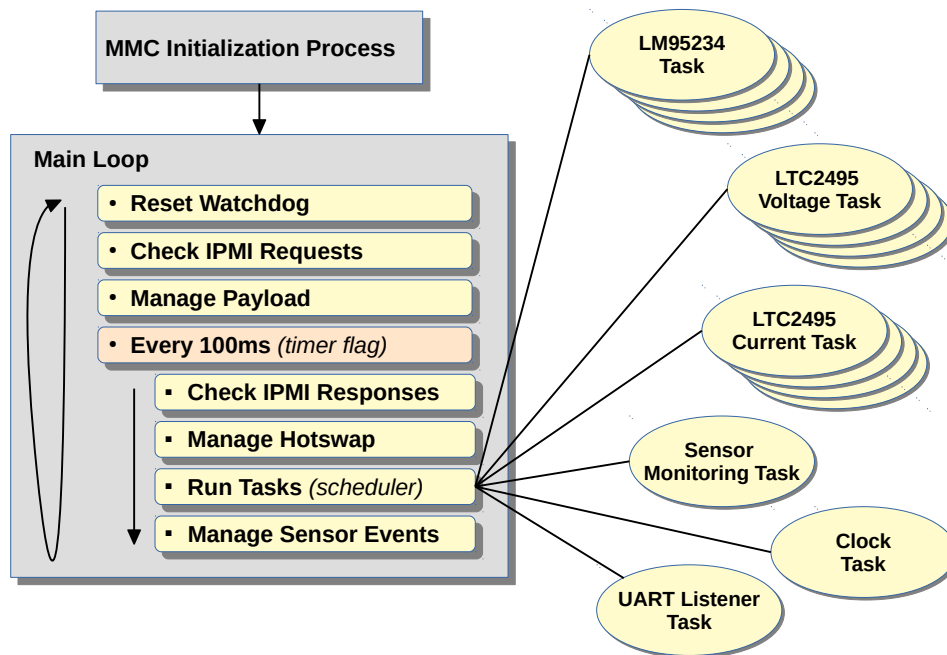 MMC Initialization Process
Main Loop
• Reset Watchdog
• Check IPMI Requests
• Manage Payload
• Every 100ms (timer flag)
▪ Check IPMI Responses
▪ Manage Hotswap
▪ Run Tasks (scheduler)
▪ Manage Sensor Events
LM95234
Task
LTC2495
Voltage Task
LTC2495
Current Task
Sensor
Monitoring Task
Clock
Task
UART Listener
Task